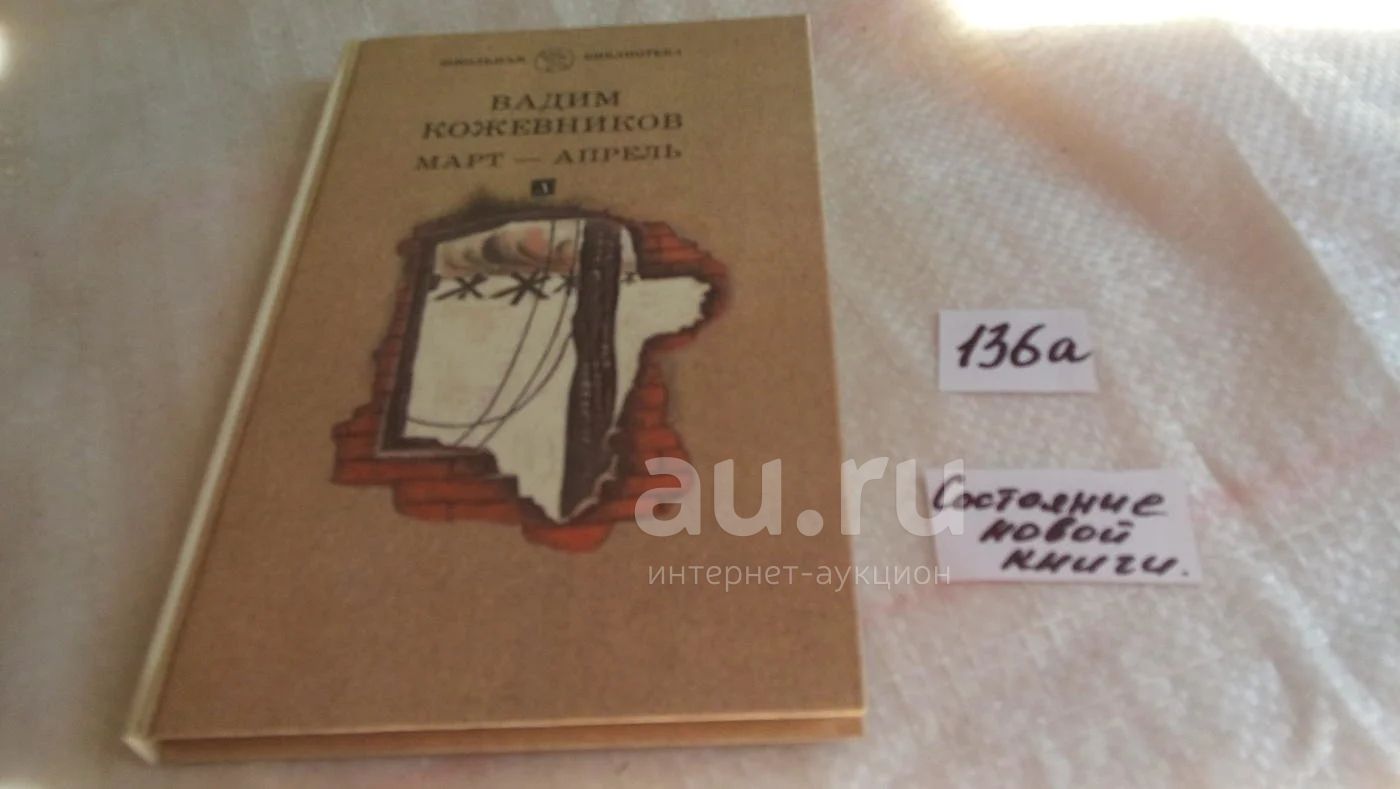 ШКОЛЬНАЯ БИБЛИОТЕКА
ВАДИМ
КОЖЕВНИКОВ
МАРТ — АПРЕЛЬ
136а
Состояние
новой
книги.
au.ru
интернет-аукцион